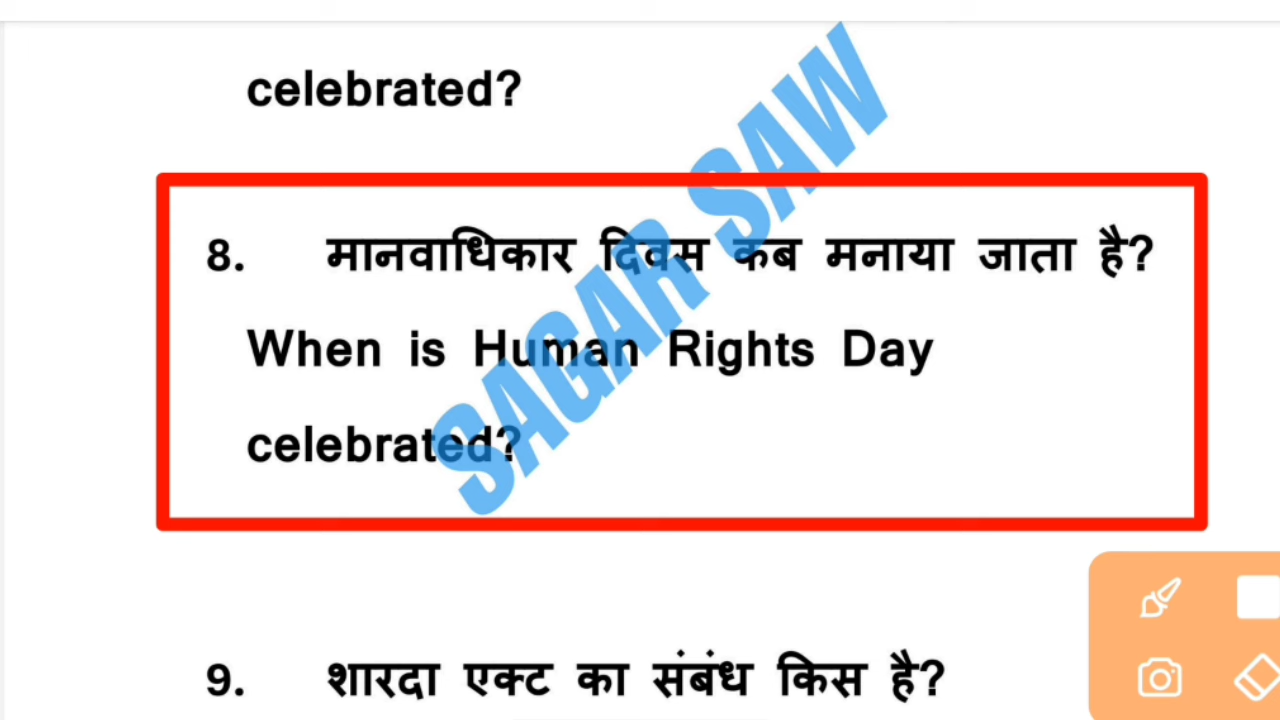 celebrated?
8. मानवाधिकार दिवस कब मनाया जाता है?
When is Human Rights Day
celebrated?
SAGAR SAW
9. शारदा एक्ट का संबंध किस है?